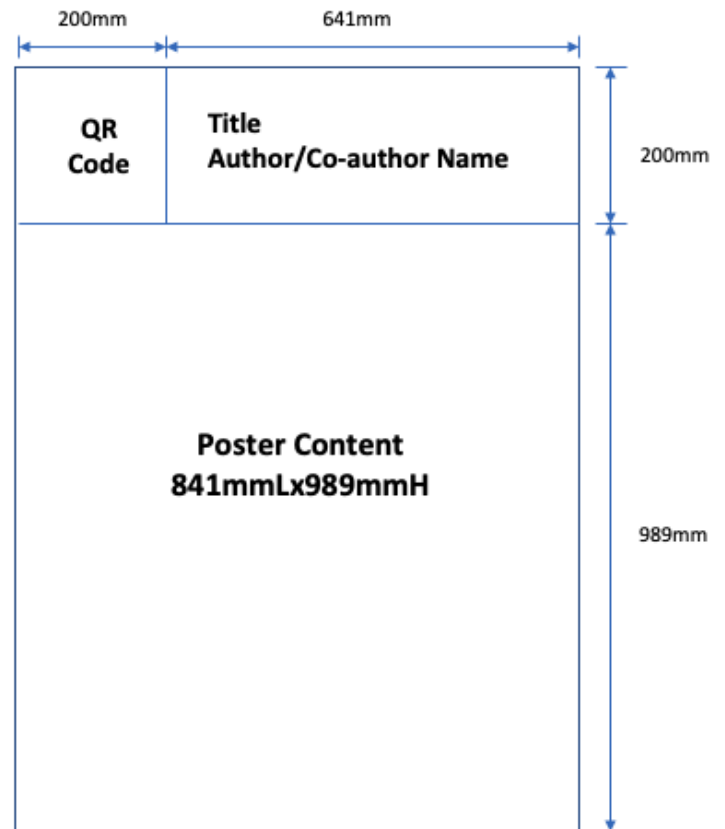 200mm
641mm
QR
Code
Title
Author/Co-author Name
200mm
Poster Content
841mmLx989mmH
989mm